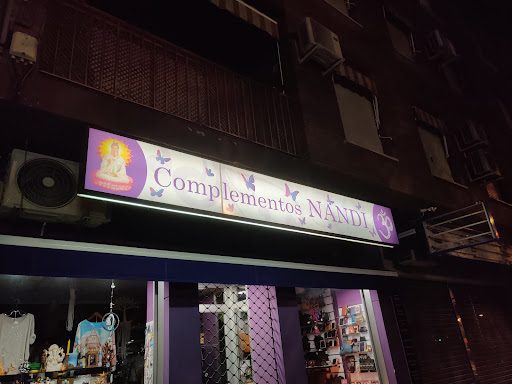 Complementos NANDI ॐ